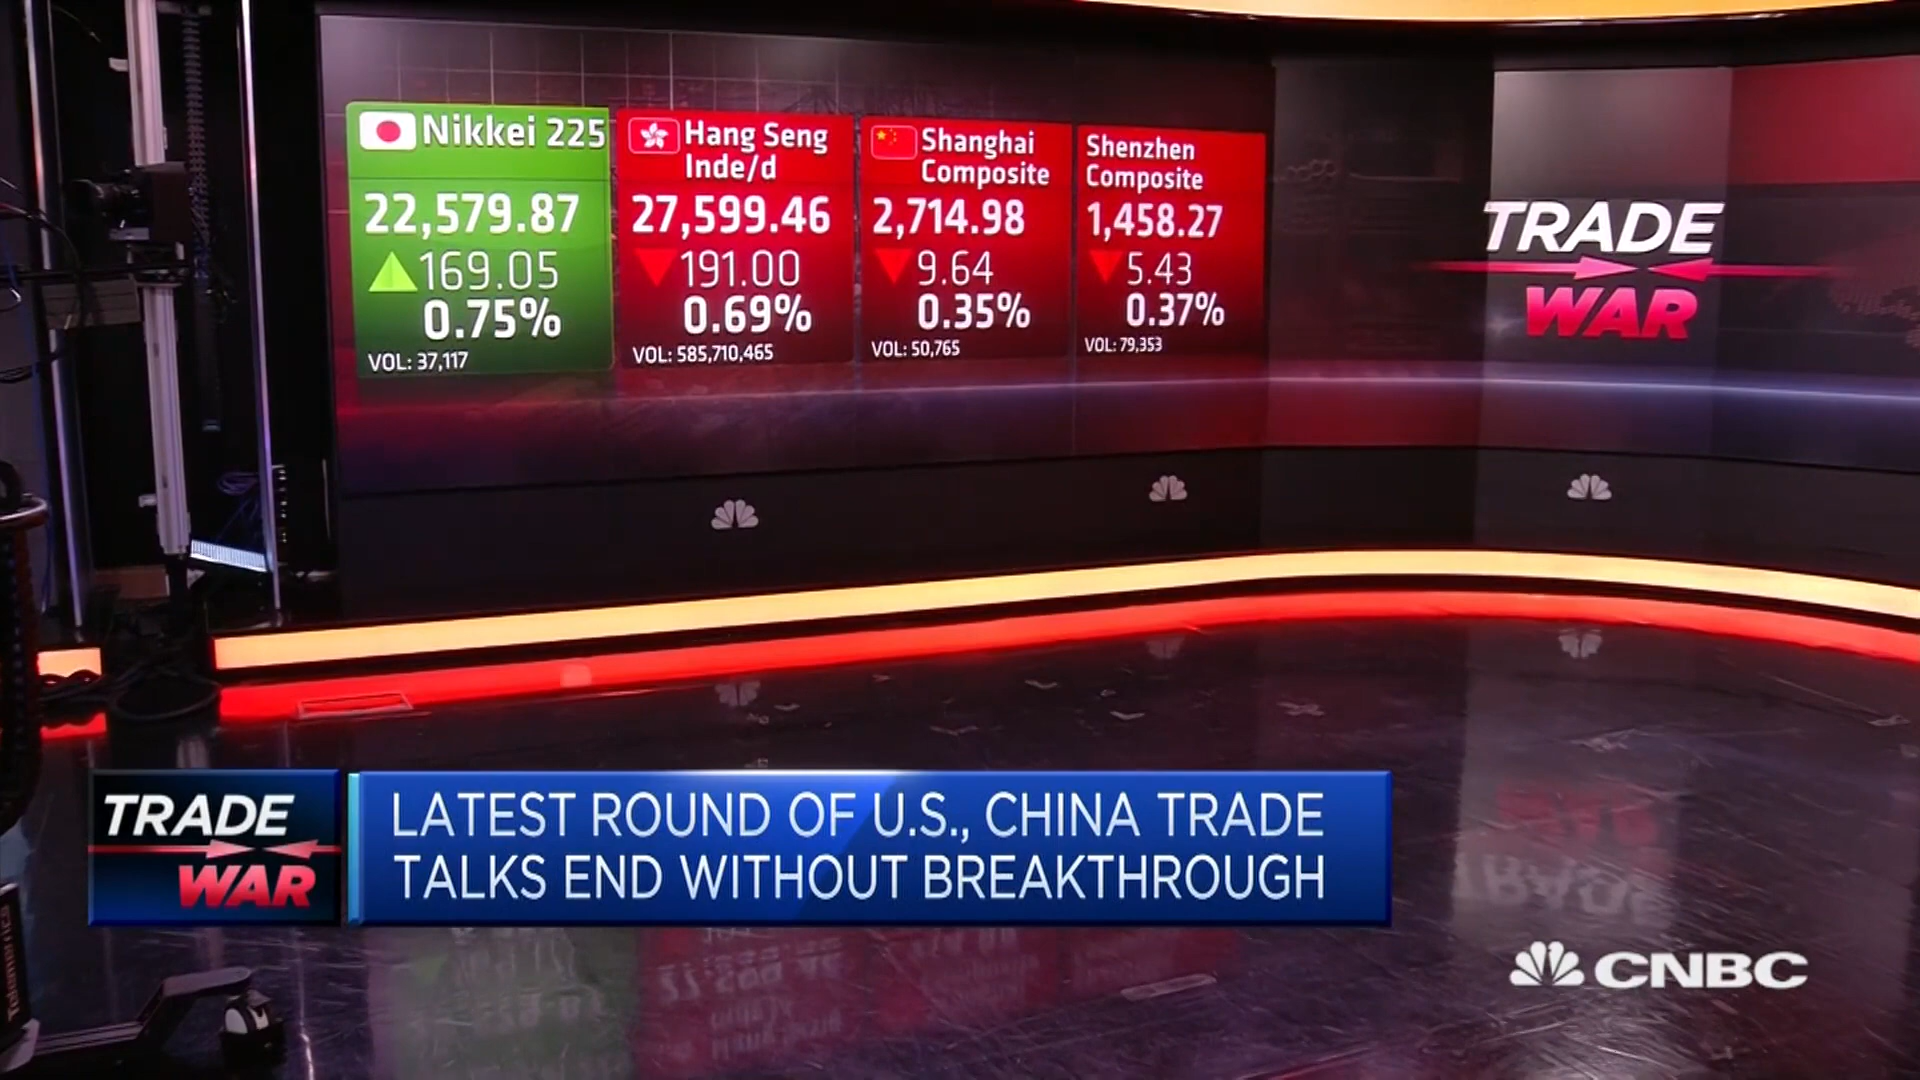 Nikkei 225
22,579.87
169.05
0.75%
VOL: 37,117
Hang Seng
Inde/d
27,599.46
191.00
0.69%
VOL: 585,710,465
Shanghai
Composite
2,714.98
9.64
0.35%
VOL: 50,765
Shenzhen
Composite
1,458.27
5.43
0.37%
VOL: 79,353
TRADE
WAR
TRADE
WAR
LATEST ROUND OF U.S., CHINA TRADE
TALKS END WITHOUT BREAKTHROUGH
CNBC
Telemetrics